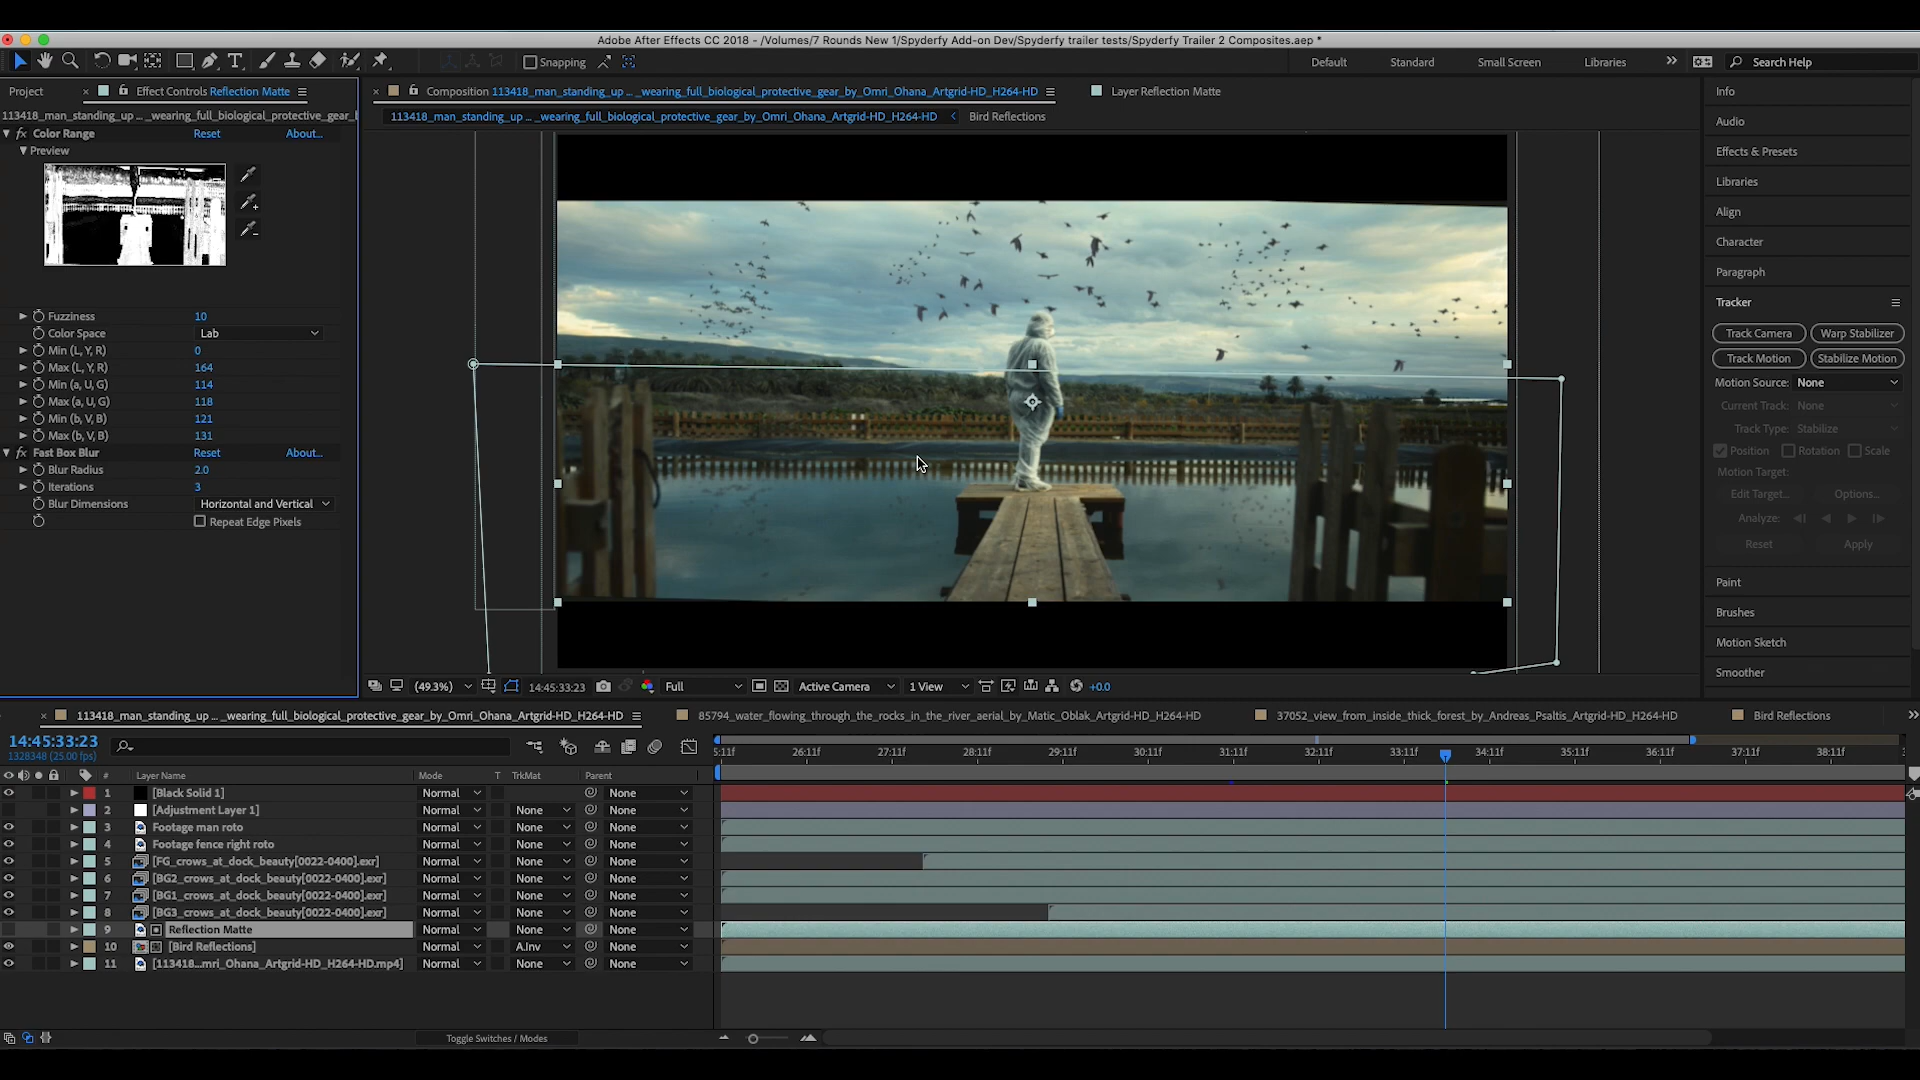 Adobe After Effects CC 2018 - /Volumes/7 Rounds New 1/Spyderfy Add-on Dev/Spyderfy trailer tests/Spyderfy Trailer 2 Composites.aep *
Snapping
Default
Standard
Small Screen
Libraries
Search Help
Project
Effect Controls Reflection Matte
Composition 113418_man_standing_up ... _wearing_full_biological_protective_gear_by_Omri_Ohana_Artgrid-HD_H264-HD
Layer Reflection Matte
113418_man_standing_up ... _wearing_full_biological_protective_gear_by_Omri_Ohana_Artgrid-HD_H264-HD
Bird Reflections
113418_man_standing_up ... _wearing_full_biological_protective_gear_
Color Range
Reset
About...
Preview
Fuzziness 10
Color Space Lab
Min (L, Y, R) 0
Max (L, Y, R) 164
Min (a, U, G) 114
Max (a, U, G) 118
Min (b, V, B) 121
Max (b, V, B) 131
Fast Box Blur
Reset
About...
Blur Radius 2.0
Iterations 3
Blur Dimensions Horizontal and Vertical
Repeat Edge Pixels
(49.3%)
14:45:33:23
Full
Active Camera
1 View
+0.0
Info
Audio
Effects & Presets
Libraries
Align
Character
Paragraph
Tracker
Track Camera
Warp Stabilizer
Track Motion
Stabilize Motion
Motion Source: None
Current Track: None
Track Type: Stabilize
Position
Rotation
Scale
Motion Target:
Edit Target...
Options...
Analyze:
Reset
Apply
Paint
Brushes
Motion Sketch
Smoother
113418_man_standing_up ... _wearing_full_biological_protective_gear_by_Omri_Ohana_Artgrid-HD_H264-HD
85794_water_flowing_through_the_rocks_in_the_river_aerial_by_Matic_Oblak_Artgrid-HD_H264-HD
37052_view_from_inside_thick_forest_by_Andreas_Psaltis_Artgrid-HD_H264-HD
Bird Reflections
14:45:33:23
1328348 (25.00 fps)
5:11f 26:11f 27:11f 28:11f 29:11f 30:11f 31:11f 32:11f 33:11f 34:11f 35:11f 36:11f 37:11f 38:11f
# Layer Name Mode T TrkMat Parent
1 [Black Solid 1] Normal None
2 [Adjustment Layer 1] Normal None None
3 Footage man roto Normal None None
4 Footage fence right roto Normal None None
5 [FG_crows_at_dock_beauty[0022-0400].exr] Normal None None
6 [BG2_crows_at_dock_beauty[0022-0400].exr] Normal None None
7 [BG1_crows_at_dock_beauty[0022-0400].exr] Normal None None
8 [BG3_crows_at_dock_beauty[0022-0400].exr] Normal None None
9 Reflection Matte Normal None None
10 [Bird Reflections] Normal A.Inv None
11 [113418...mri_Ohana_Artgrid-HD_H264-HD.mp4] Normal None None
Toggle Switches / Modes